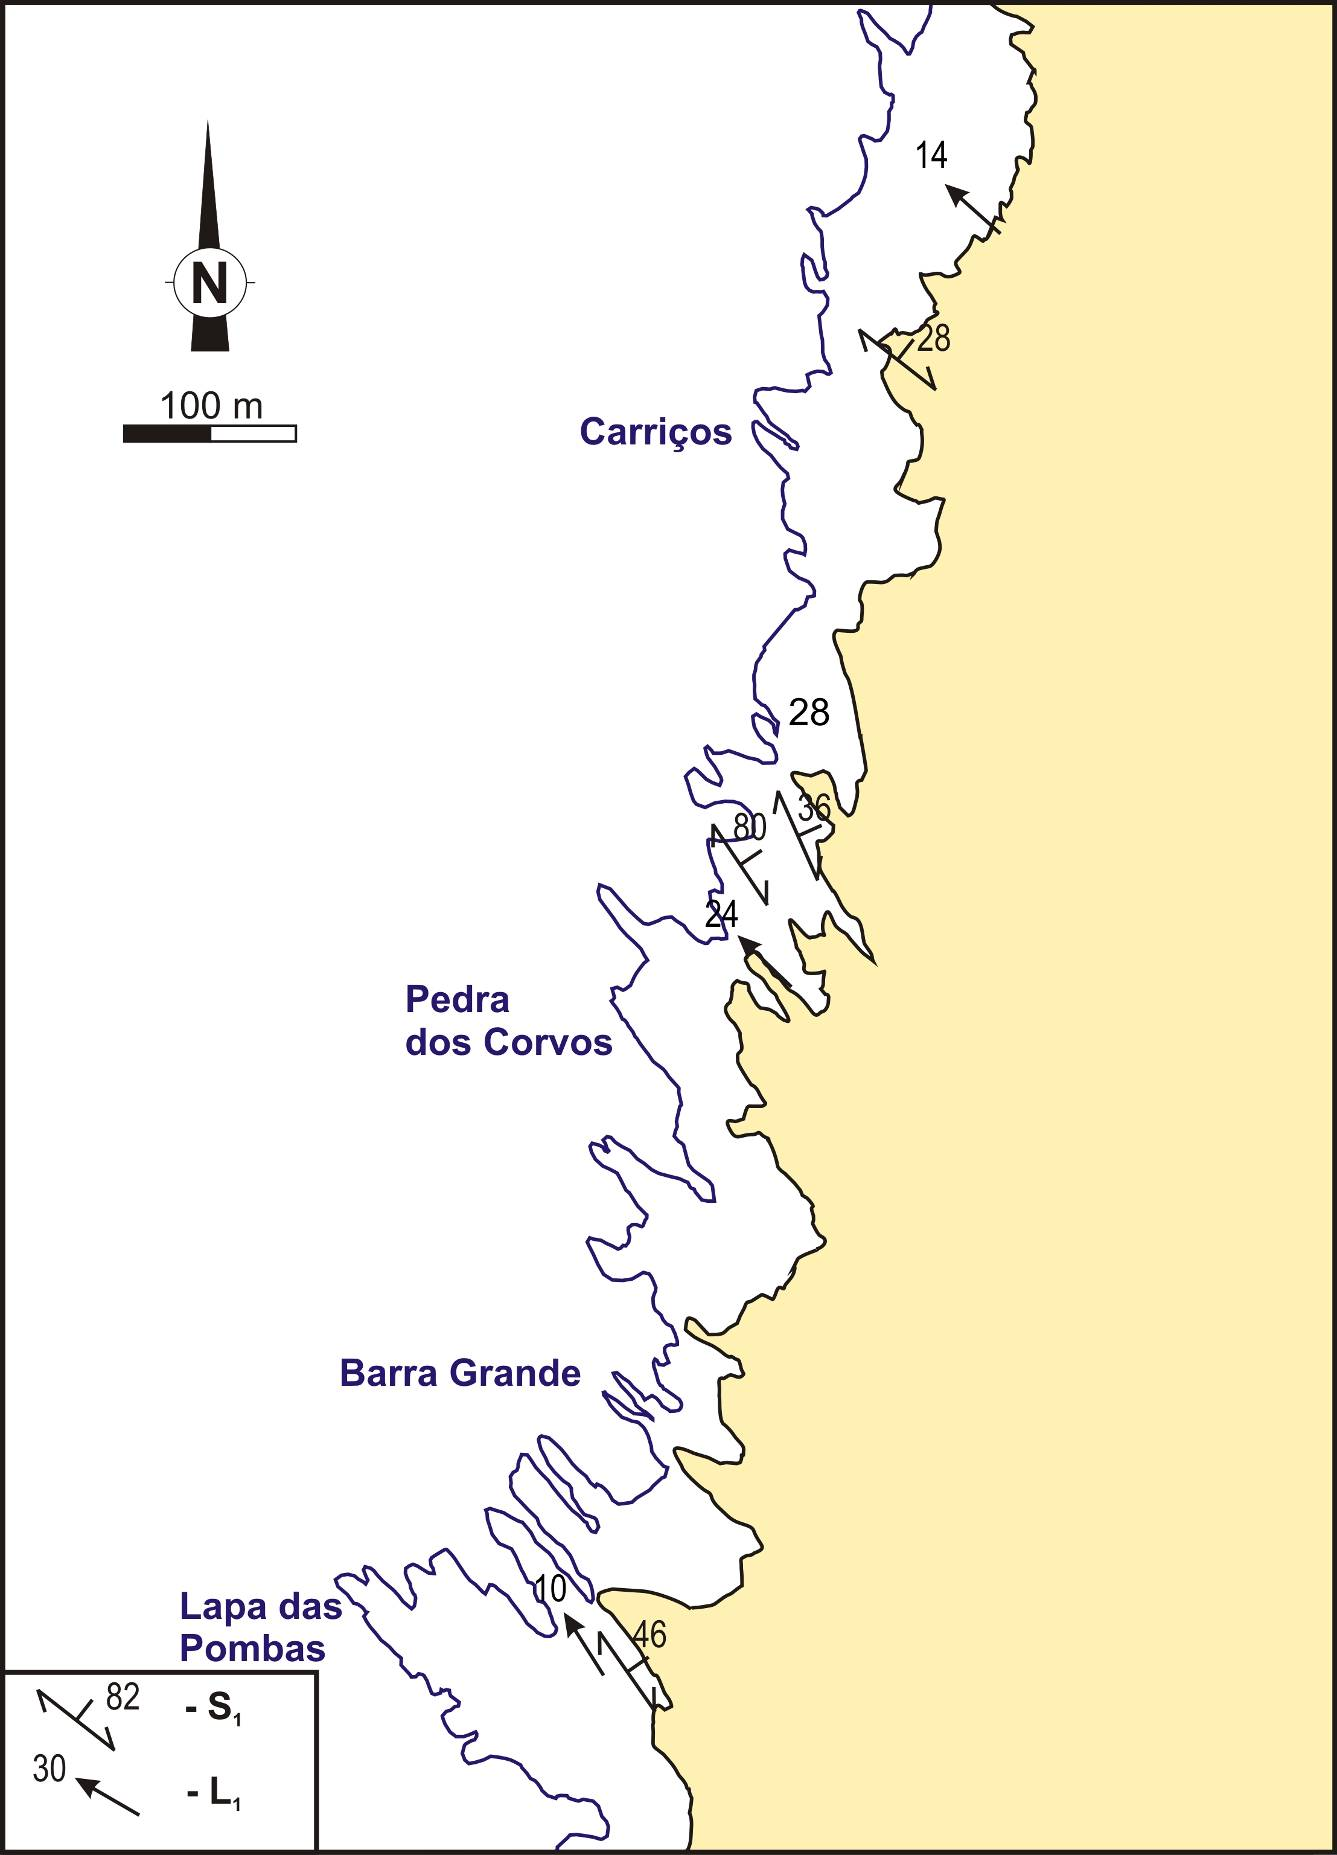 14
N
28
100 m
Carriços
28
36
80
24
Pedra
dos Corvos
Barra Grande
10
Lapa das
Pombas
46
82 - S₁
30 - L₁